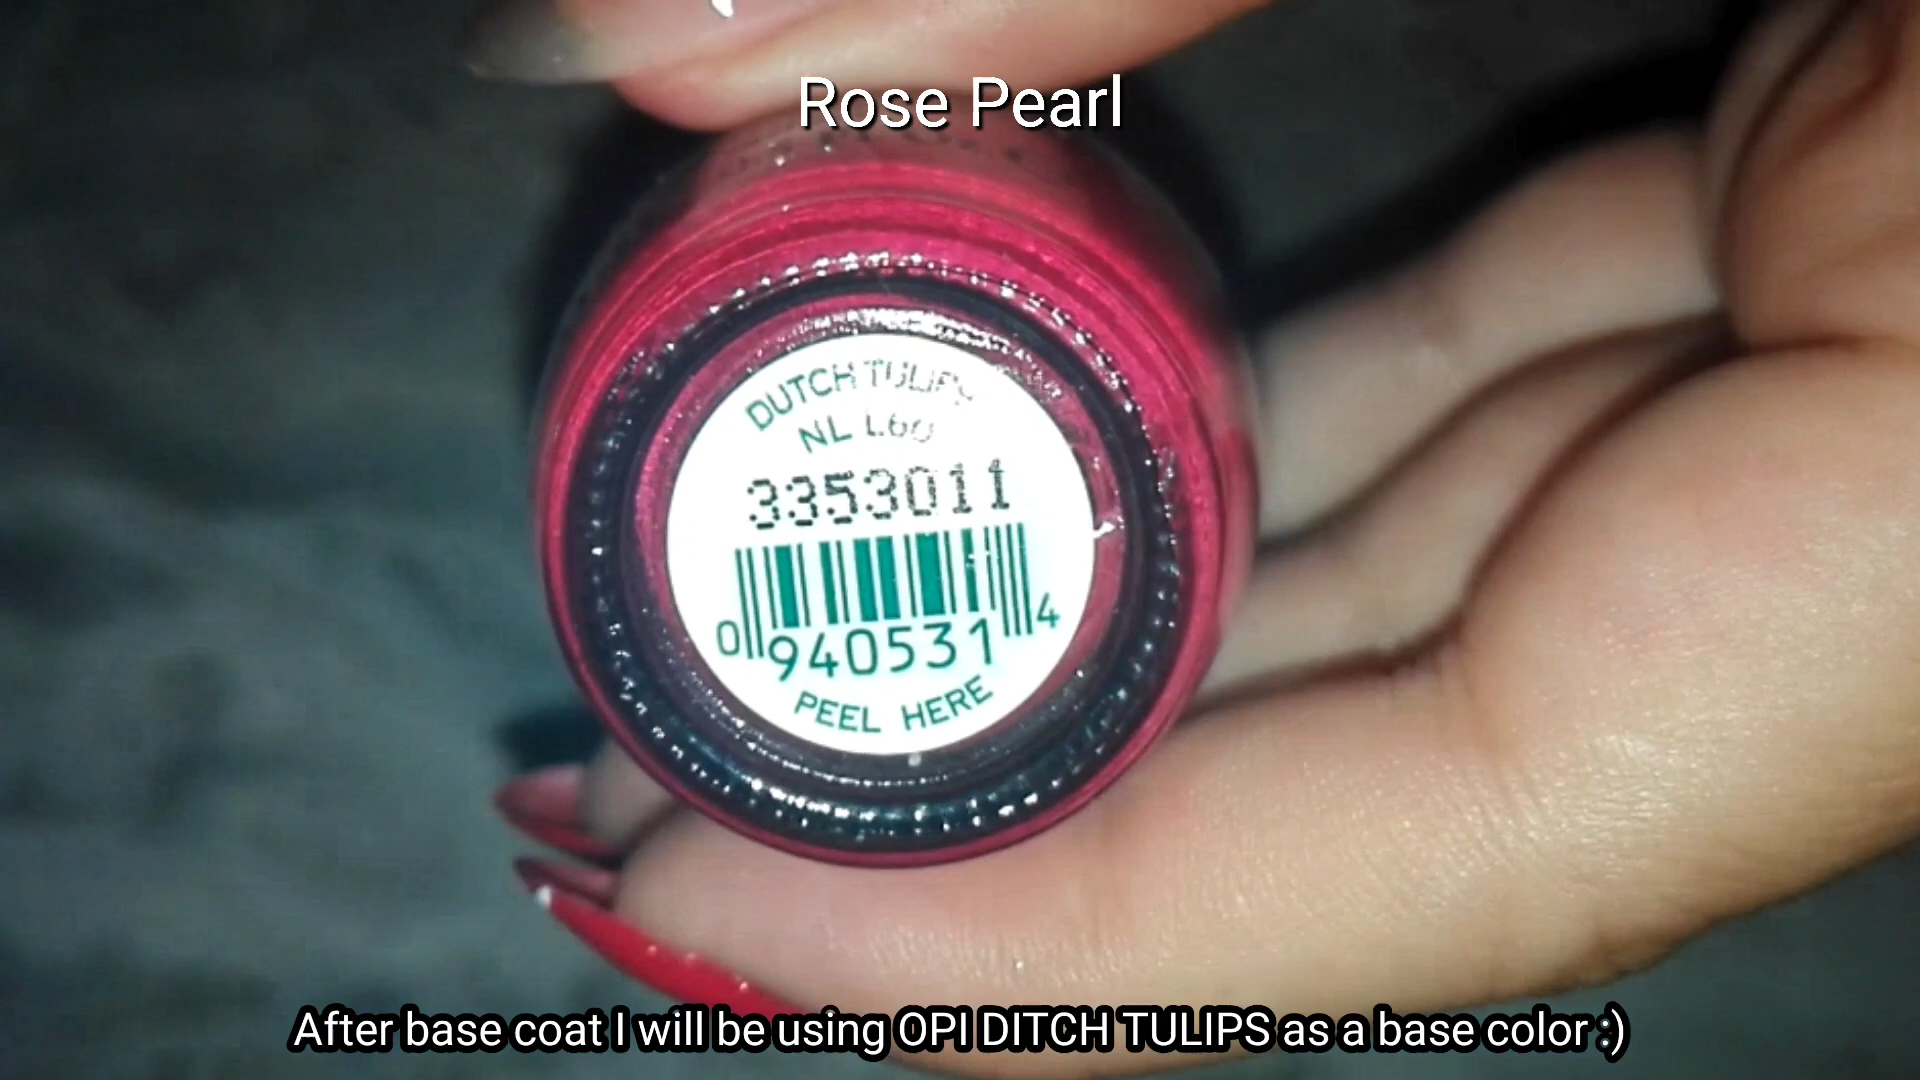 Rose Pearl
DUTCH TULIPS
NL L60
3353011
0 940531 4
PEEL HERE
After base coat I will be using OPI DITCH TULIPS as a base color :)